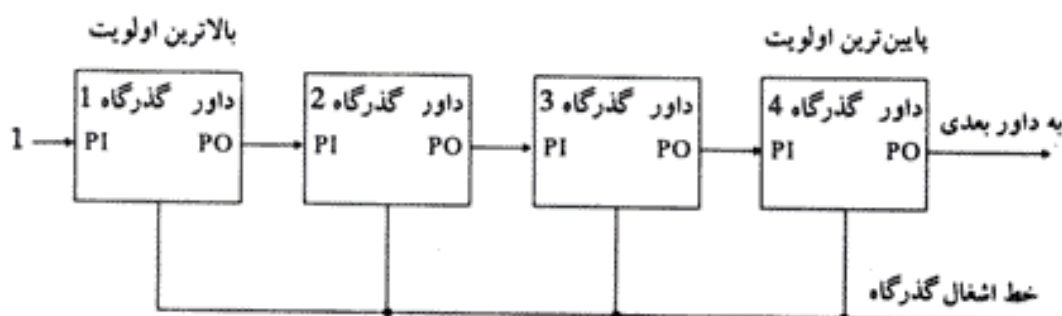 بالاترین اولویت
پایین‌ترین اولویت
داور گذرگاه 1
داور گذرگاه 2
داور گذرگاه 3
داور گذرگاه 4
به داور بعدی
1 PI PO PI PO PI PO PI PO
خط اشغال گذرگاه